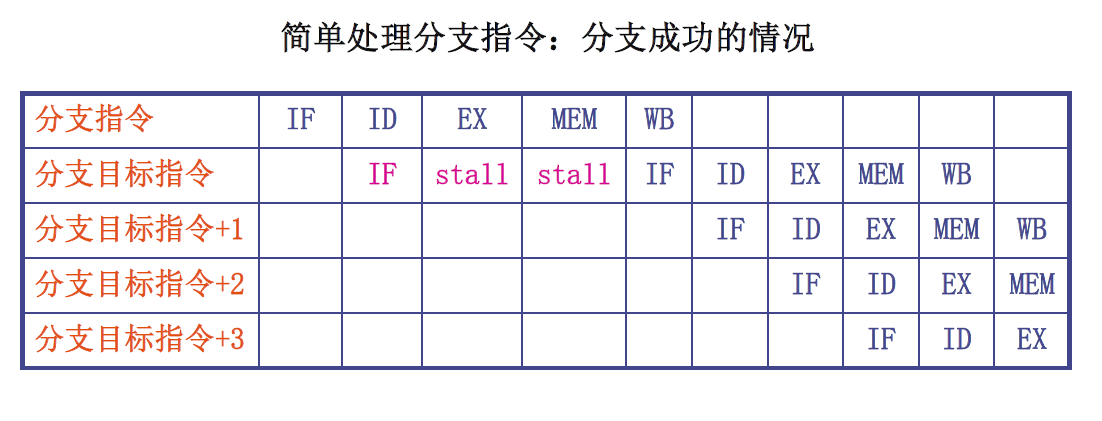 简单处理分支指令：分支成功的情况
分支指令 IF ID EX MEM WB
分支目标指令 IF stall stall IF ID EX MEM WB
分支目标指令+1 IF ID EX MEM WB
分支目标指令+2 IF ID EX MEM
分支目标指令+3 IF ID EX